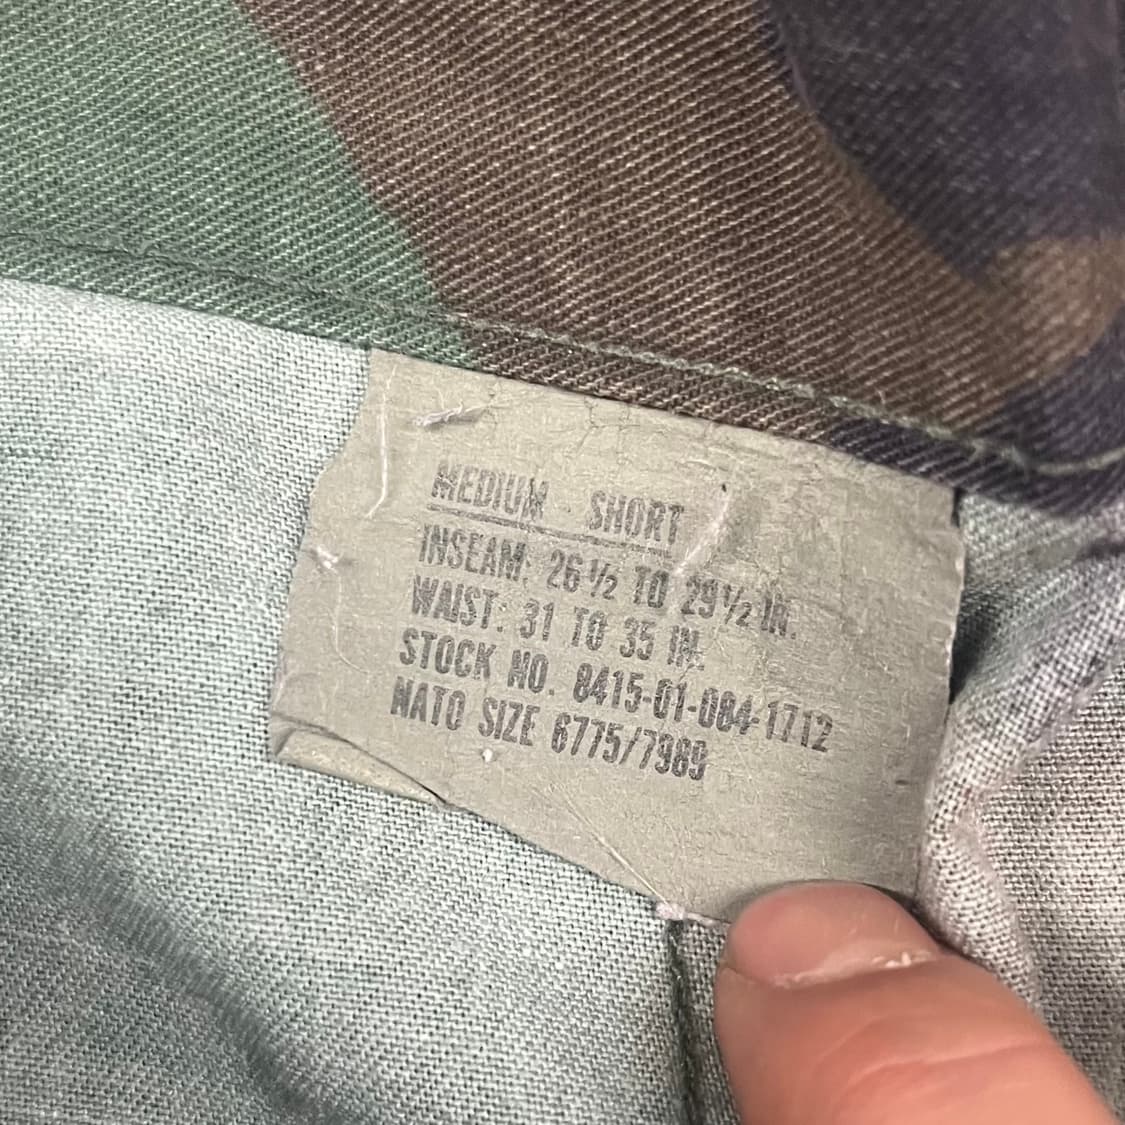 MEDIUM SHORT
INSEAM: 26 ½ TO 29 ½ IN.
WAIST: 31 TO 35 IN.
STOCK NO. 8415-01-084-1712
NATO SIZE 6775/7989